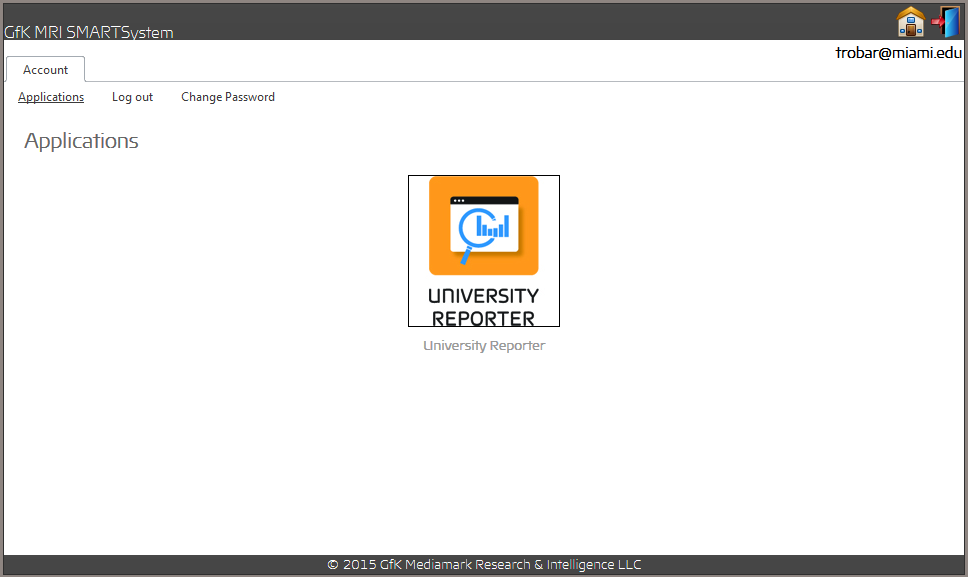 GfK MRI SMARTSystem
trobar@miami.edu
Account
Applications Log out Change Password
Applications
UNIVERSITY
REPORTER
University Reporter
© 2015 GfK Mediamark Research & Intelligence LLC